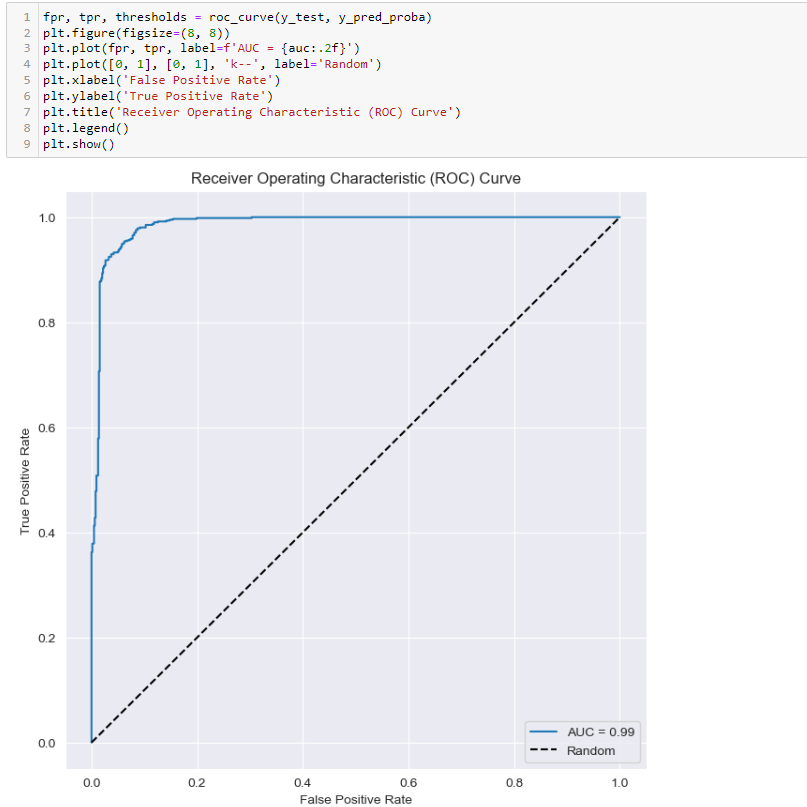 1 fpr, tpr, thresholds = roc_curve(y_test, y_pred_proba)
2 plt.figure(figsize=(8, 8))
3 plt.plot(fpr, tpr, label=f'AUC = {auc:.2f}')
4 plt.plot([0, 1], [0, 1], 'k--', label='Random')
5 plt.xlabel('False Positive Rate')
6 plt.ylabel('True Positive Rate')
7 plt.title('Receiver Operating Characteristic (ROC) Curve')
8 plt.legend()
9 plt.show()
Receiver Operating Characteristic (ROC) Curve
1.0
0.8
0.6
0.4
0.2
0.0
True Positive Rate
AUC = 0.99
Random
0.0 0.2 0.4 0.6 0.8 1.0
False Positive Rate